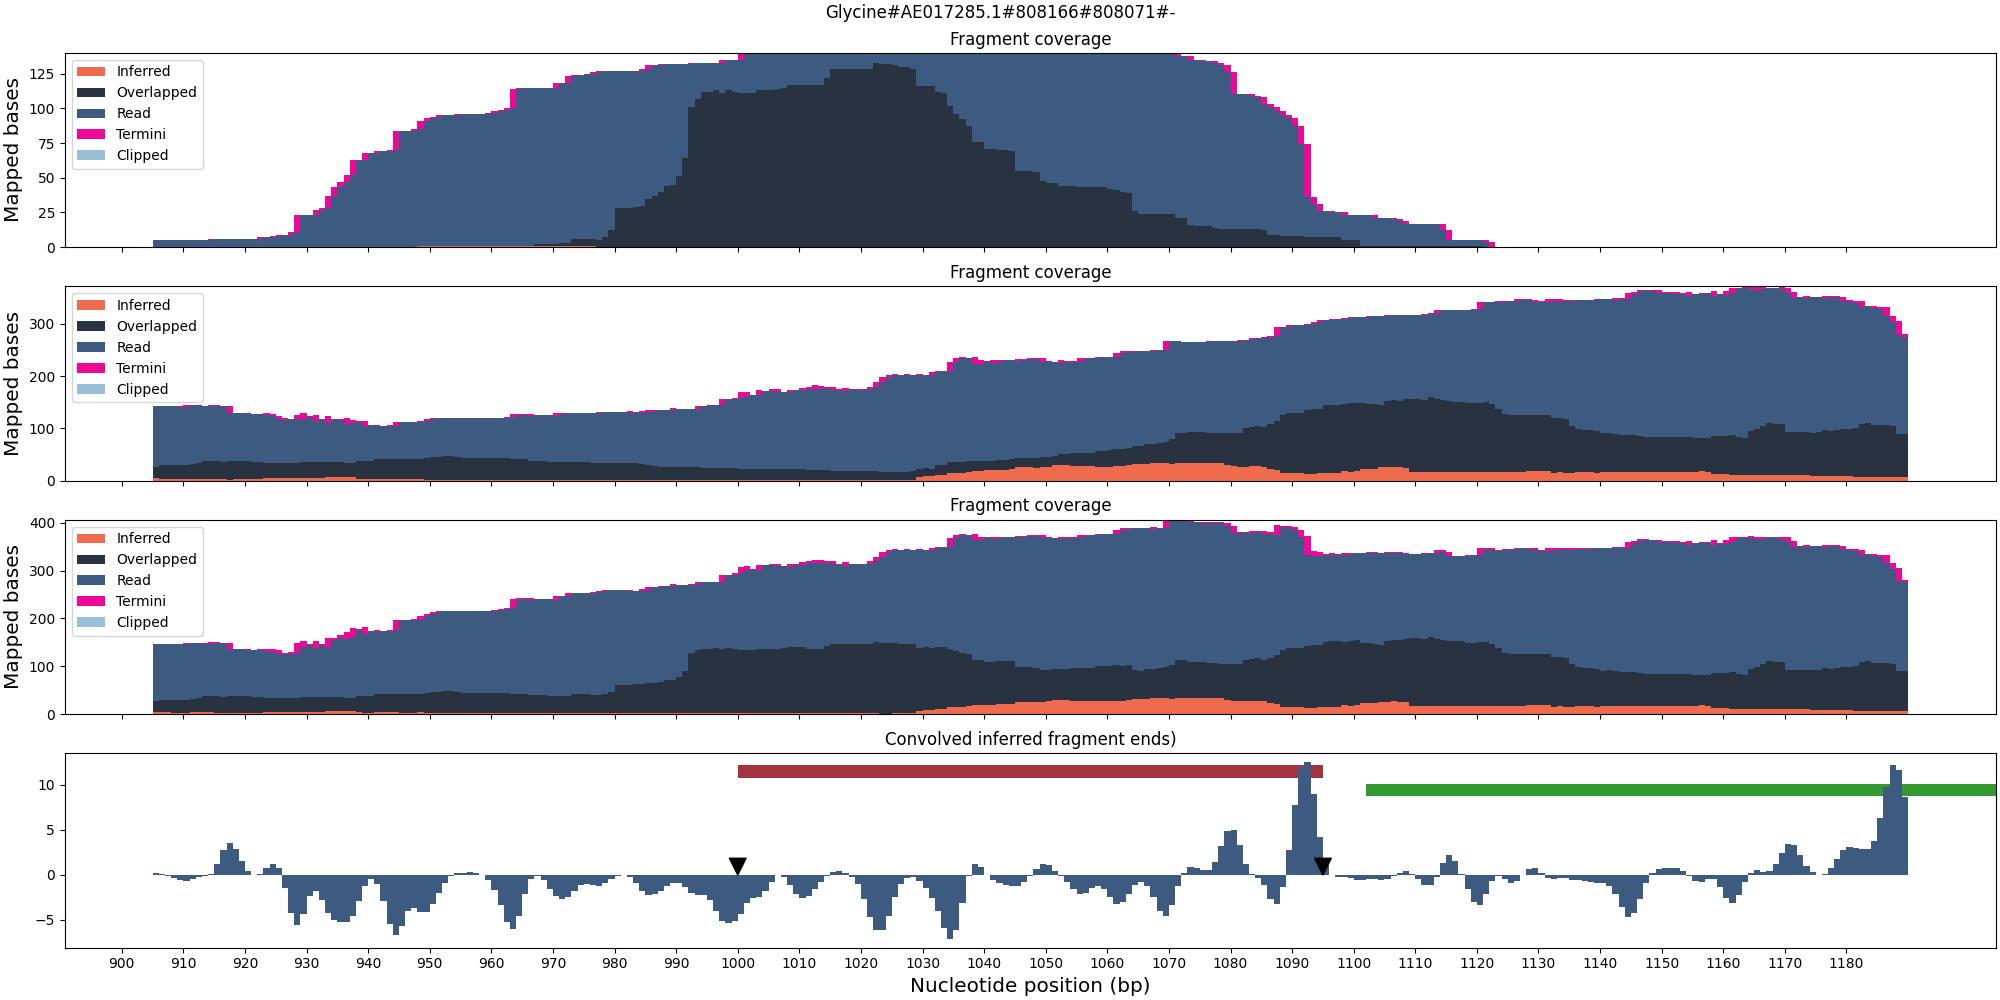 Glycine#AE017285.1#808166#808071#-
Fragment coverage
Mapped bases
125
100
75
50
25
0
Inferred
Overlapped
Read
Termini
Clipped
Fragment coverage
Mapped bases
300
200
100
0
Inferred
Overlapped
Read
Termini
Clipped
Fragment coverage
Mapped bases
400
300
200
100
0
Inferred
Overlapped
Read
Termini
Clipped
Convolved inferred fragment ends)
10
5
0
−5
900 910 920 930 940 950 960 970 980 990 1000 1010 1020 1030 1040 1050 1060 1070 1080 1090 1100 1110 1120 1130 1140 1150 1160 1170 1180
Nucleotide position (bp)